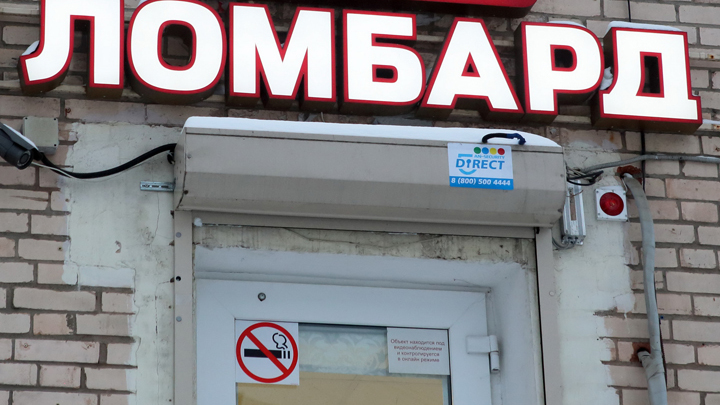 ЛОМБАРД
DIRECT
8 (800) 500 4444
Объект находится под
видеонаблюдением
и контролируется
в онлайн режиме